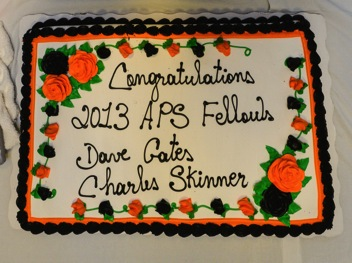 Congratulations
2013 APS Fellows
Dave Gates
Charles Skinner